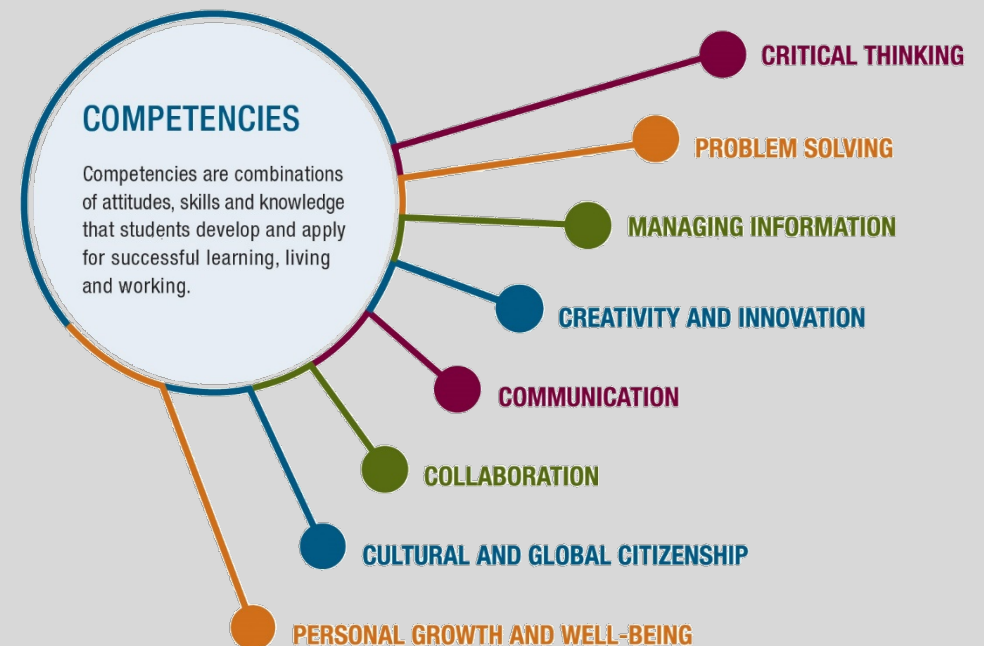 COMPETENCIES
Competencies are combinations
of attitudes, skills and knowledge
that students develop and apply
for successful learning, living
and working.
CRITICAL THINKING
PROBLEM SOLVING
MANAGING INFORMATION
CREATIVITY AND INNOVATION
COMMUNICATION
COLLABORATION
CULTURAL AND GLOBAL CITIZENSHIP
PERSONAL GROWTH AND WELL-BEING